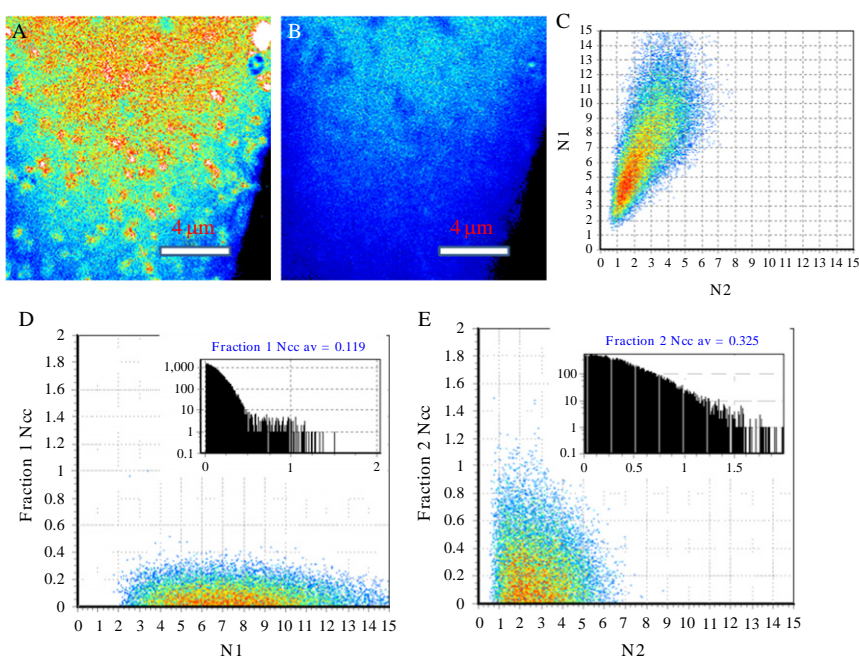 A
4 μm
B
4 μm
C
15
14
13
12
11
10
9
8
7
6
5
4
3
2
1
0
N1
0 1 2 3 4 5 6 7 8 9 10 11 12 13 14 15
N2
D
Fraction 1 Ncc av = 0.119
1,000
100
10
1
0.1
0 1 2
2
1.8
1.6
1.4
1.2
1
0.8
0.6
0.4
0.2
0
Fraction 1 Ncc
0 1 2 3 4 5 6 7 8 9 10 11 12 13 14 15
N1
E
Fraction 2 Ncc av = 0.325
100
10
1
0.1
0 0.5 1 1.5
2
1.8
1.6
1.4
1.2
1
0.8
0.6
0.4
0.2
0
Fraction 2 Ncc
0 1 2 3 4 5 6 7 8 9 10 11 12 13 14 15
N2